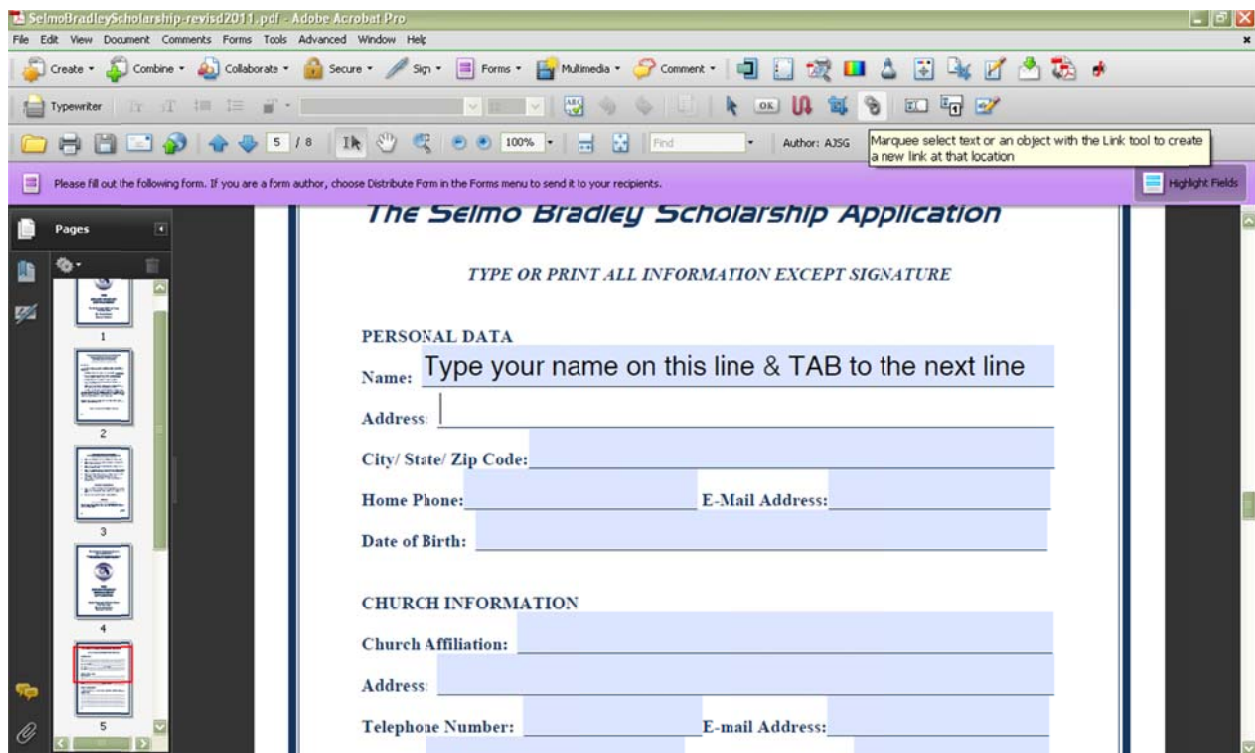 SelmoBradleyScholarship-revisd2011.pdf - Adobe Acrobat Pro
File Edit View Document Comments Forms Tools Advanced Window Help
Create Combine Collaborate Secure Sign Forms Multimedia Comment
Typewriter
OK
5 / 8 100% Find Author: AJSG
Marquee select text or an object with the Link tool to create
a new link at that location
Please fill out the following form. If you are a form author, choose Distribute Form in the Forms menu to send it to your recipients.
Highlight Fields
Pages
1
2
3
4
5
The Selmo Bradley Scholarship Application
TYPE OR PRINT ALL INFORMATION EXCEPT SIGNATURE
PERSONAL DATA
Name: Type your name on this line & TAB to the next line
Address:
City/ State/ Zip Code:
Home Phone: E-Mail Address:
Date of Birth:
CHURCH INFORMATION
Church Affiliation:
Address:
Telephone Number: E-mail Address: